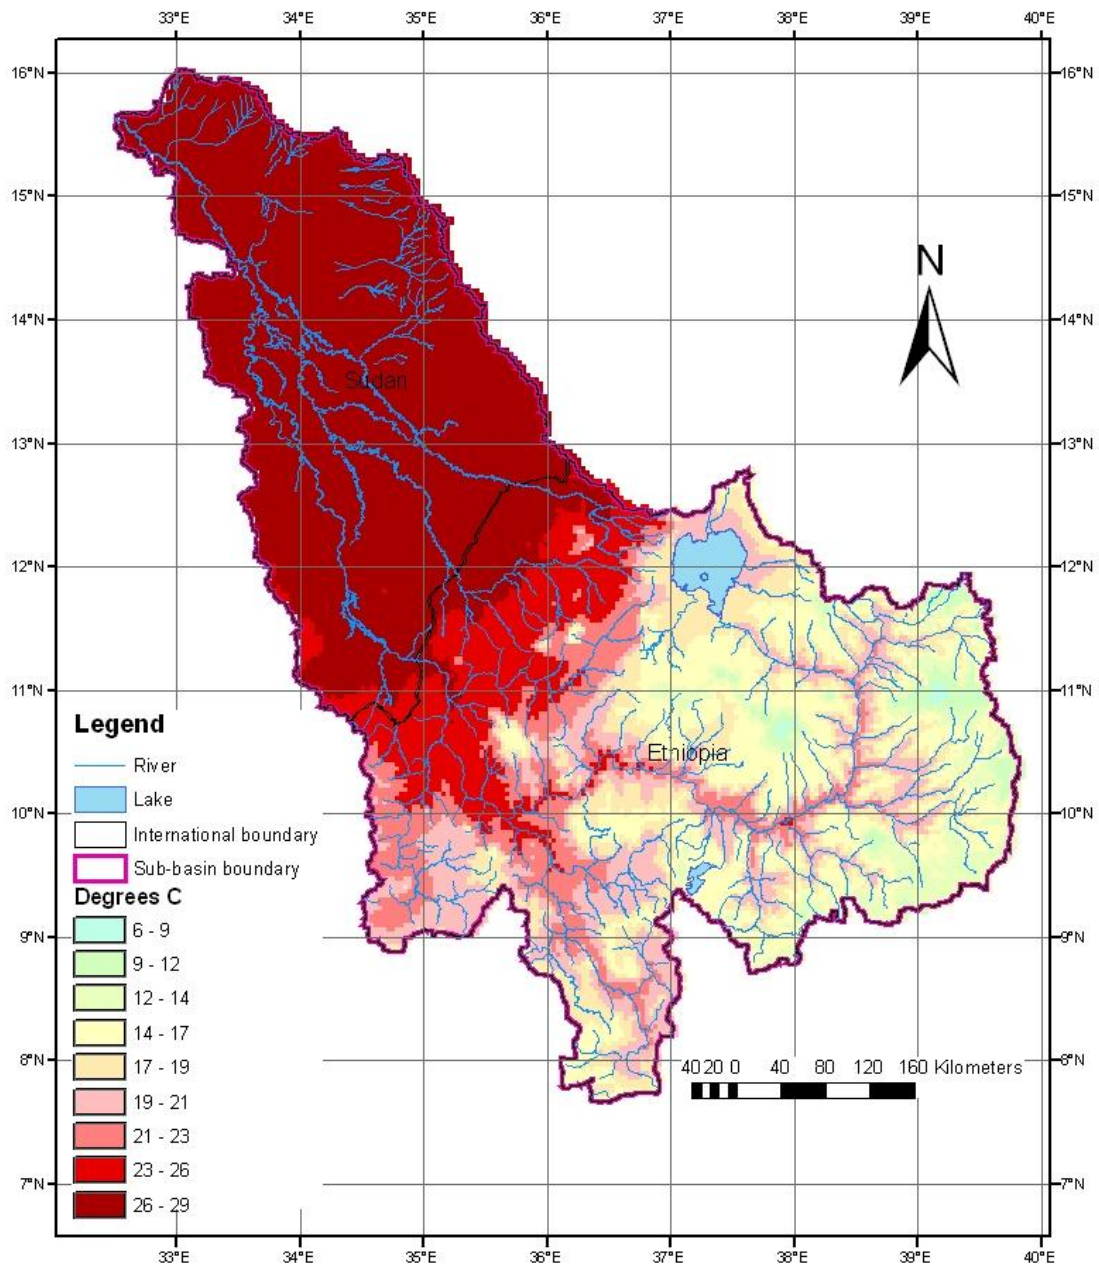 33°E 34°E 35°E 36°E 37°E 38°E 39°E 40°E
16°N 16°N
15°N 15°N
N
14°N 14°N
Sudan
13°N 13°N
12°N 12°N
11°N 11°N
Legend
Ethiopia
River
Lake
10°N 10°N
International boundary
Sub-basin boundary
Degrees C
6 - 9
9°N 9°N
9 - 12
12 - 14
14 - 17
8°N 8°N
17 - 19
40 20 0 40 80 120 160 Kilometers
19 - 21
21 - 23
23 - 26
7°N 7°N
26 - 29
33°E 34°E 35°E 36°E 37°E 38°E 39°E 40°E